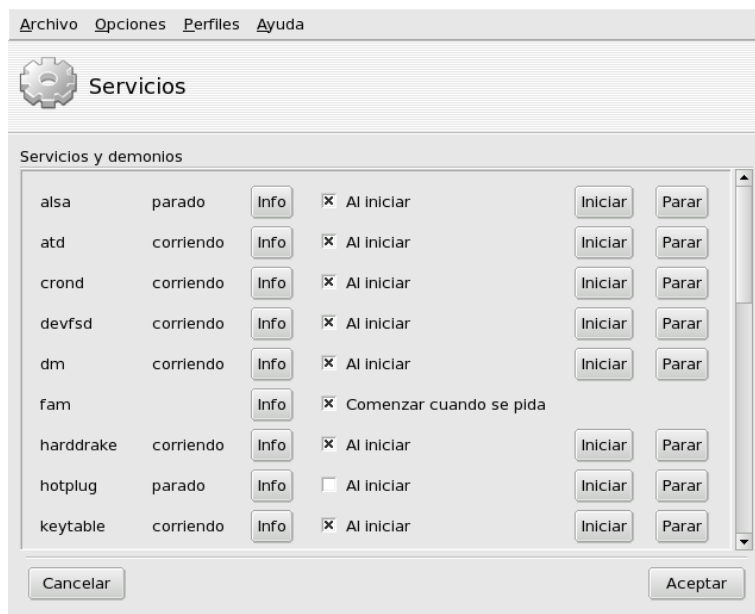 Archivo Opciones Perfiles Ayuda
Servicios
Servicios y demonios
alsa parado Info Al iniciar Iniciar Parar
atd corriendo Info Al iniciar Iniciar Parar
crond corriendo Info Al iniciar Iniciar Parar
devfsd corriendo Info Al iniciar Iniciar Parar
dm corriendo Info Al iniciar Iniciar Parar
fam Info Comenzar cuando se pida
harddrake corriendo Info Al iniciar Iniciar Parar
hotplug parado Info Al iniciar Iniciar Parar
keytable corriendo Info Al iniciar Iniciar Parar
Cancelar Aceptar